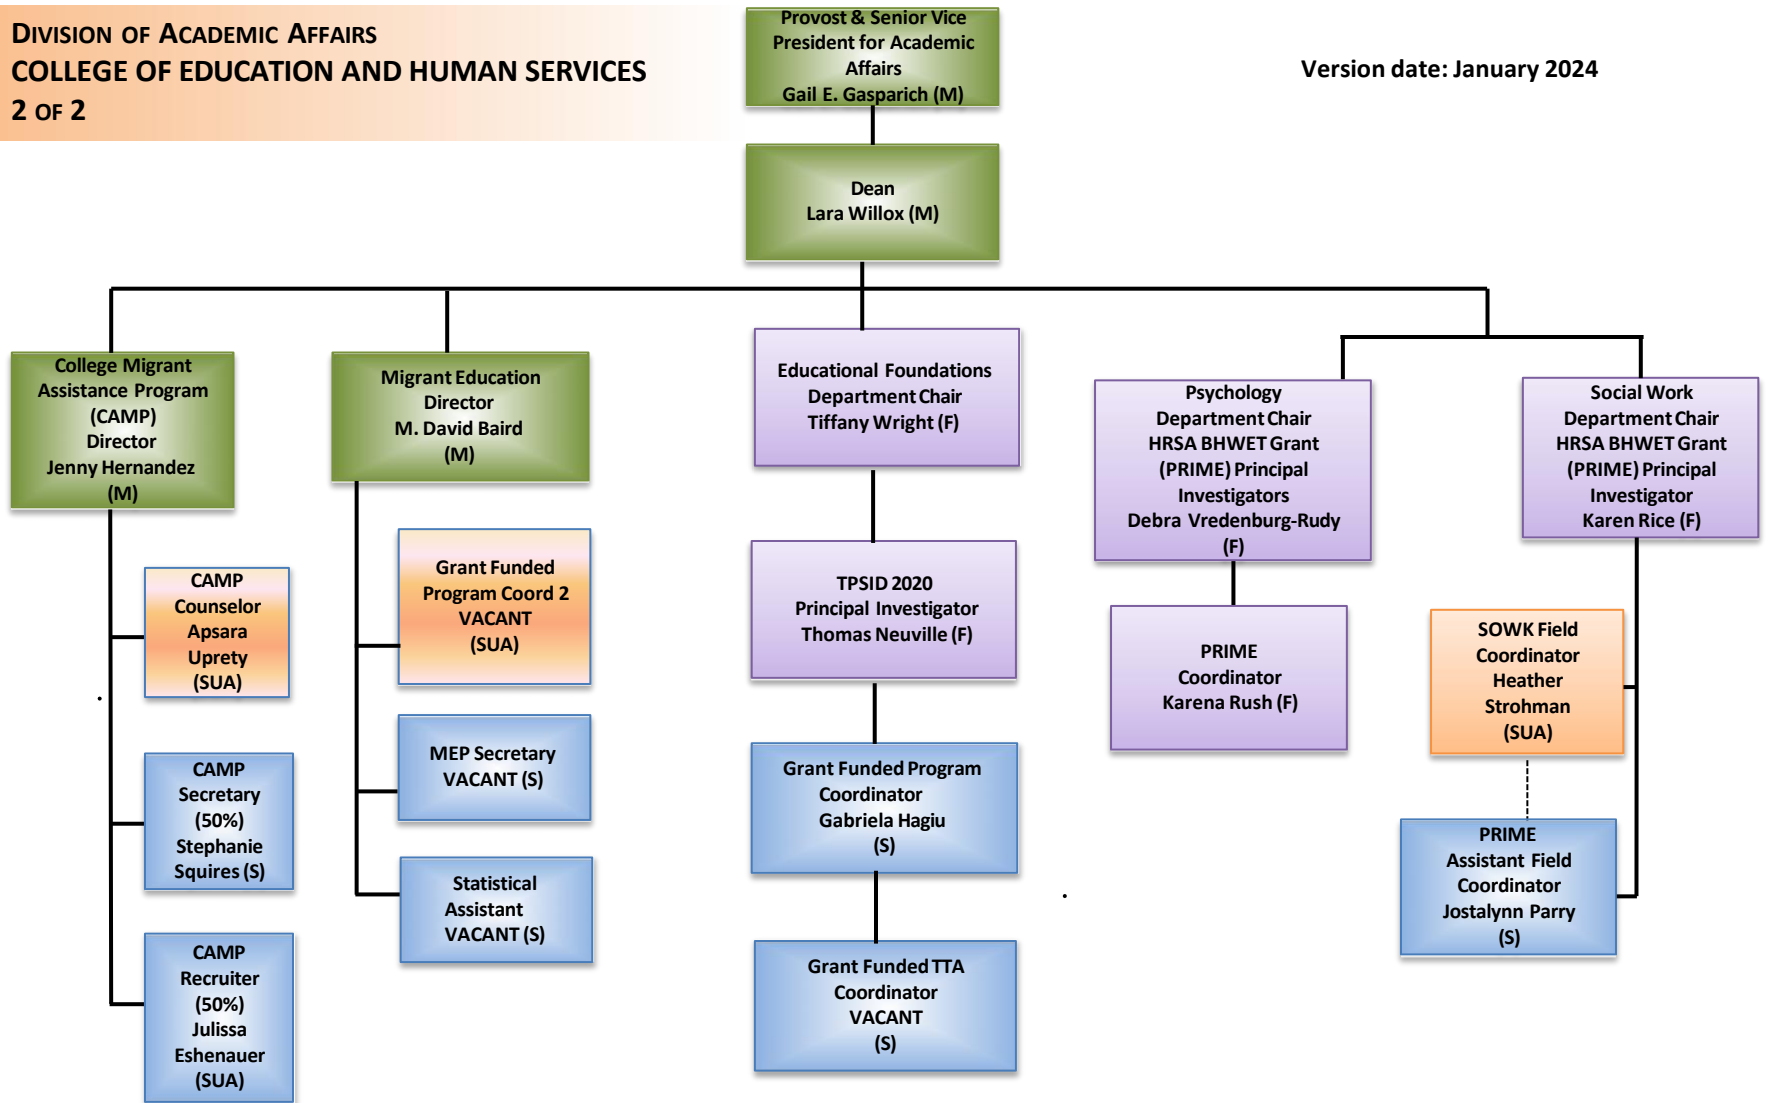 DIVISION OF ACADEMIC AFFAIRS
COLLEGE OF EDUCATION AND HUMAN SERVICES
2 OF 2
Provost & Senior Vice
President for Academic
Affairs
Gail E. Gasparich (M)
Version date: January 2024
Dean
Lara Willox (M)
College Migrant
Assistance Program
(CAMP)
Director
Jenny Hernandez
(M)
CAMP
Counselor
Apsara
Uprety
(SUA)
CAMP
Secretary
(50%)
Stephanie
Squires (S)
CAMP
Recruiter
(50%)
Julissa
Eshenauer
(SUA)
Migrant Education
Director
M. David Baird
(M)
Grant Funded
Program Coord 2
VACANT
(SUA)
MEP Secretary
VACANT (S)
Statistical
Assistant
VACANT (S)
Educational Foundations
Department Chair
Tiffany Wright (F)
TPSID 2020
Principal Investigator
Thomas Neuville (F)
Grant Funded Program
Coordinator
Gabriela Hagiu
(S)
Grant Funded TTA
Coordinator
VACANT
(S)
Psychology
Department Chair
HRSA BHWET Grant
(PRIME) Principal
Investigators
Debra Vredenburg-Rudy
(F)
PRIME
Coordinator
Karena Rush (F)
Social Work
Department Chair
HRSA BHWET Grant
(PRIME) Principal
Investigator
Karen Rice (F)
SOWK Field
Coordinator
Heather
Strohman
(SUA)
PRIME
Assistant Field
Coordinator
Jostalynn Parry
(S)